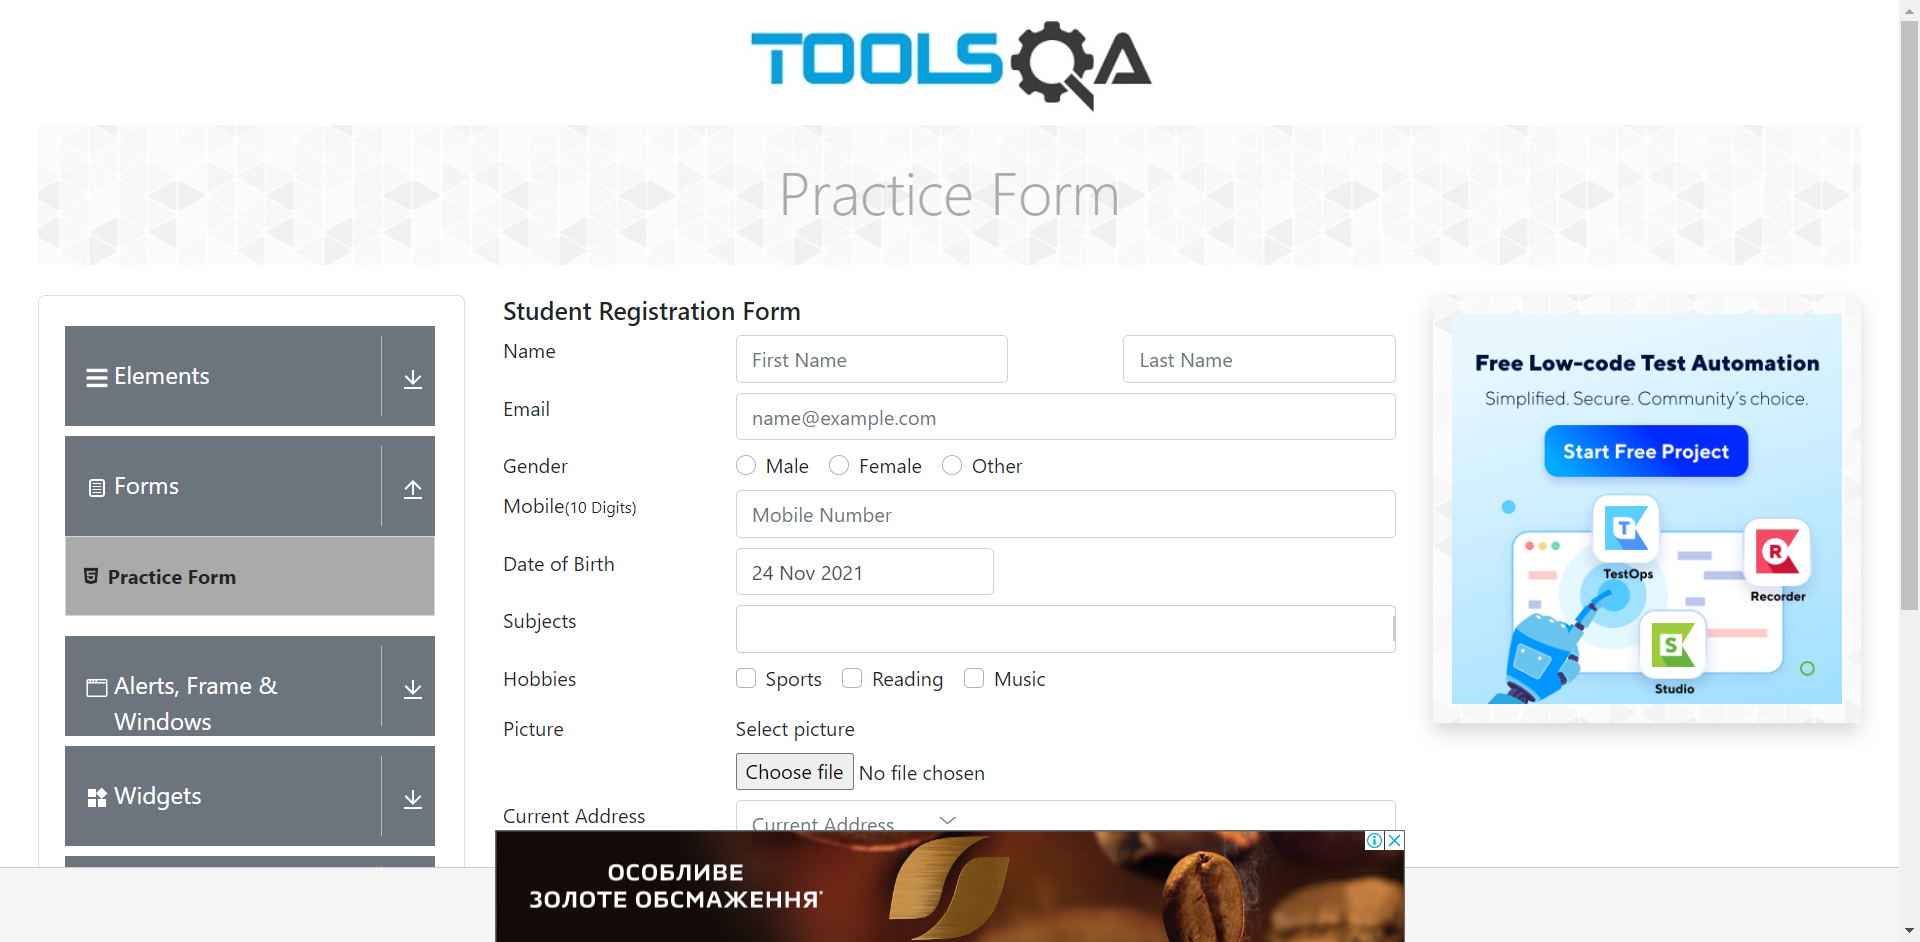 TOOLSQA
Practice Form
Elements
Forms
Practice Form
Alerts, Frame &
Windows
Widgets
Student Registration Form
Name
First Name
Last Name
Email
name@example.com
Gender
Male
Female
Other
Mobile(10 Digits)
Mobile Number
Date of Birth
24 Nov 2021
Subjects
Hobbies
Sports
Reading
Music
Picture
Select picture
Choose file
No file chosen
Current Address
Current Address
Free Low-code Test Automation
Simplified. Secure. Community's choice.
Start Free Project
T
TestOps
R
Recorder
S
Studio
ОСОБЛИВЕ
ЗОЛОТЕ ОБСМАЖЕННЯ*